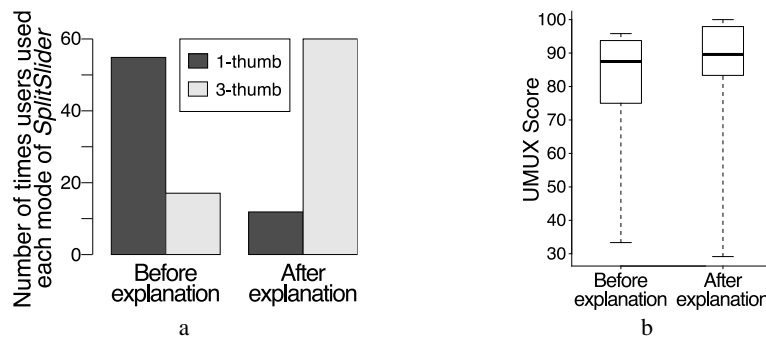 Number of times users used
each mode of SplitSlider
60
40
20
0
1-thumb
3-thumb
Before
explanation
After
explanation
a
UMUX Score
100
90
80
70
60
50
40
30
Before
explanation
After
explanation
b